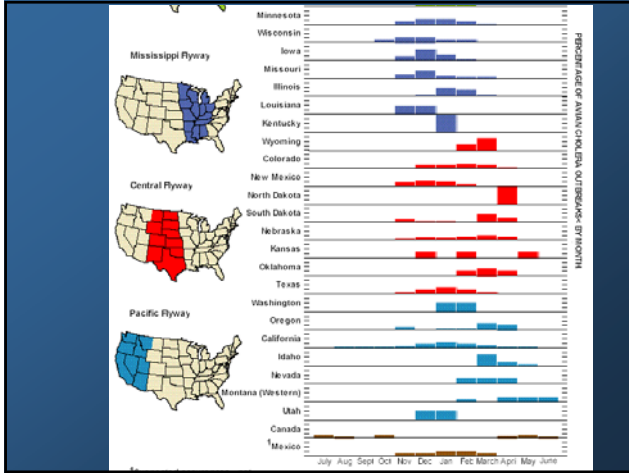 Minnesota
Wisconsin
Iowa
Mississippi Flyway
Missouri
Illinois
Louisiana
Kentucky
Wyoming
Colorado
New Mexico
Central Flyway
North Dakota
South Dakota
Nebraska
Kansas
Oklahoma
Texas
Washington
Pacific Flyway
Oregon
California
Idaho
Nevada
Montana (Western)
Utah
Canada
1Mexico
July Aug Sept Oct Nov Dec Jan Feb March April May June
PERCENTAGE OF AVIAN CHOLERA OUTBREAKS< BY MONTH